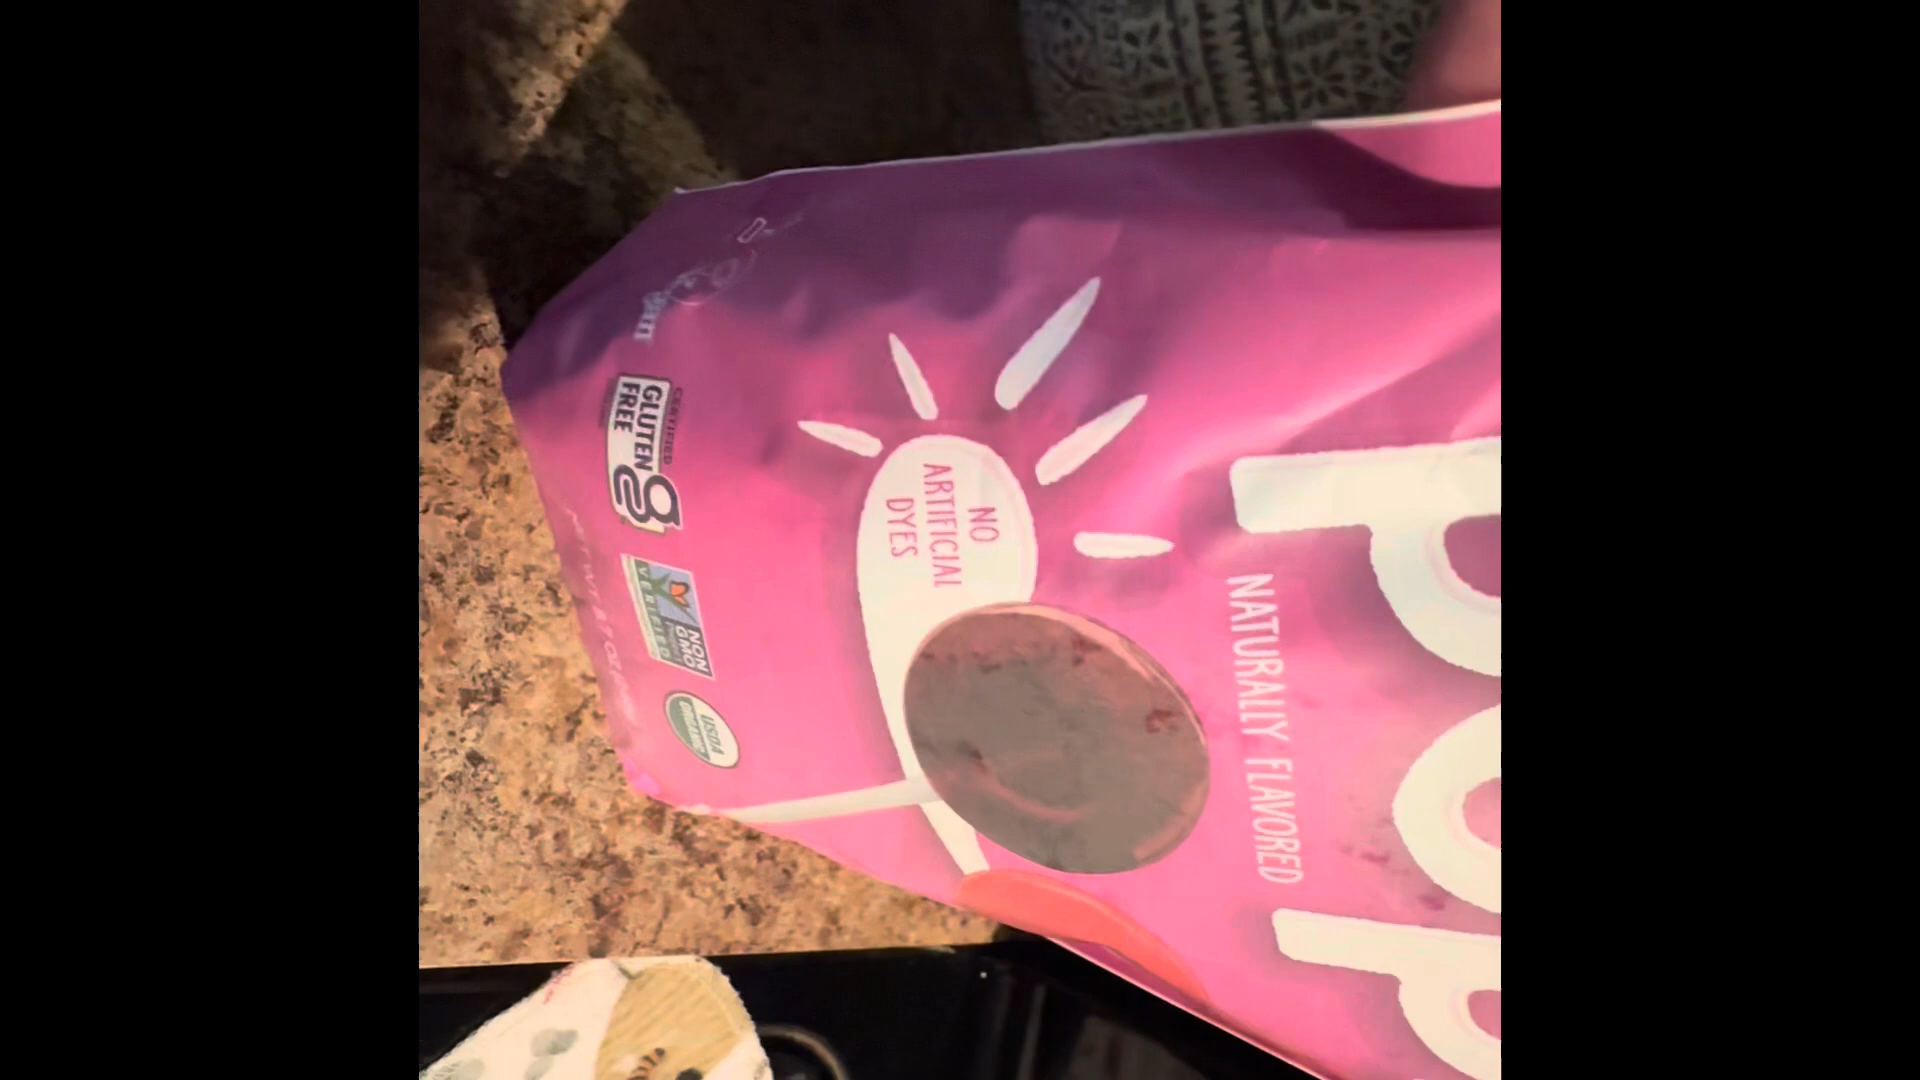 pop
NATURALLY FLAVORED
NO
ARTIFICIAL
DYES
CERTIFIED
GLUTEN
FREE
NON
GMO
VERIFIED
USDA
ORGANIC